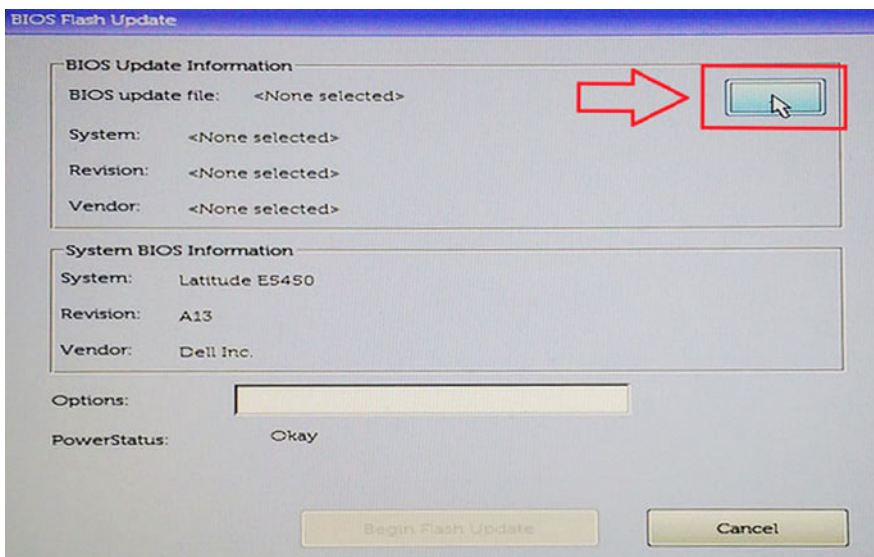 BIOS Flash Update
BIOS Update Information
BIOS update file: <None selected>
System: <None selected>
Revision: <None selected>
Vendor: <None selected>
System BIOS Information
System: Latitude E5450
Revision: A13
Vendor: Dell Inc.
Options:
PowerStatus: Okay
Begin Flash Update
Cancel